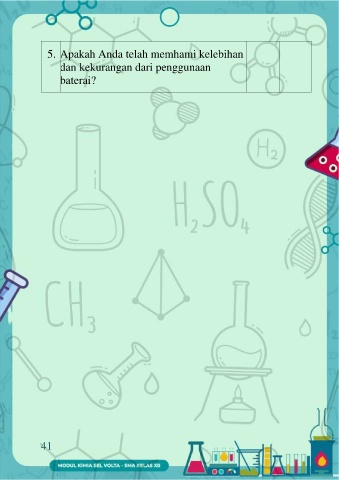 5. Apakah Anda telah memhami kelebihan
dan kekurangan dari penggunaan
baterai?
H₂
H₂SO₄
CH₃
41
MODUL KIMIA SEL VOLTA - SMA KELAS XII